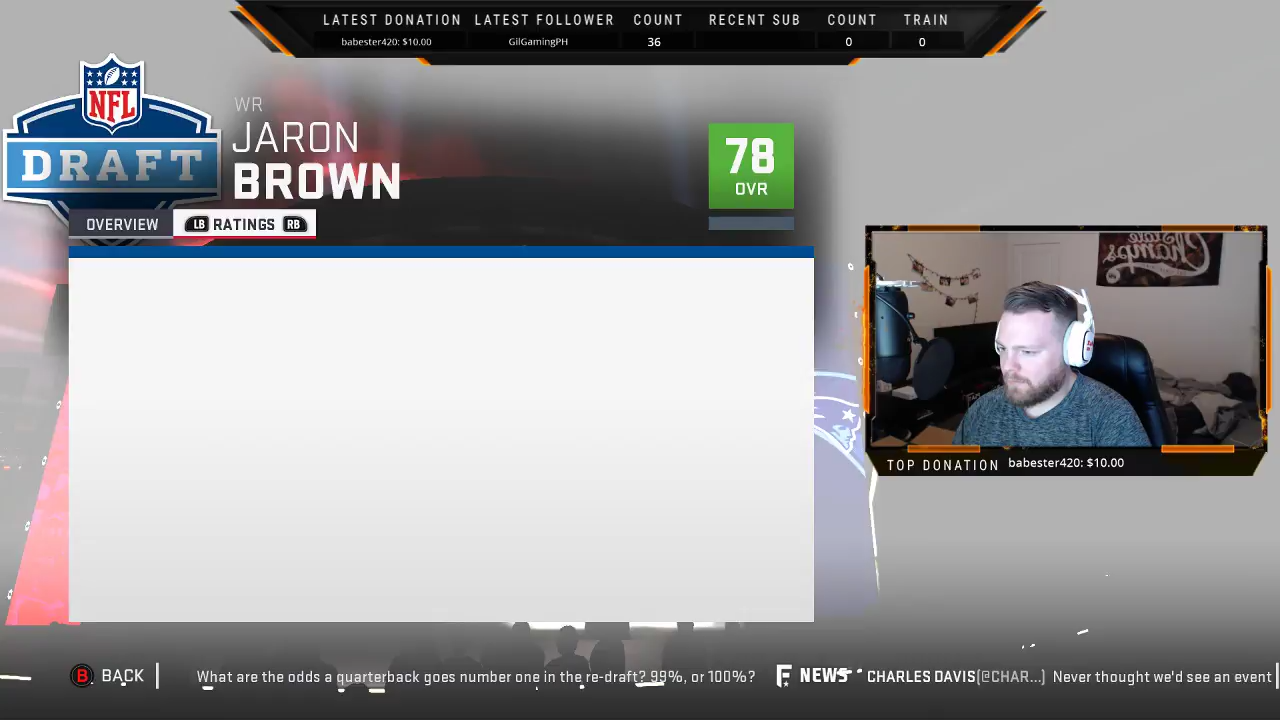 LATEST DONATION LATEST FOLLOWER COUNT RECENT SUB COUNT TRAIN
babester420: $10.00 GilGamingPH 36 0 0
NFL
DRAFT
WR
JARON
BROWN
78
OVR
OVERVIEW LB RATINGS RB
State
Champs
TOP DONATION babester420: $10.00
B BACK What are the odds a quarterback goes number one in the re-draft? 99%, or 100%? F NEWS CHARLES DAVIS(@CHAR...) Never thought we'd see an event